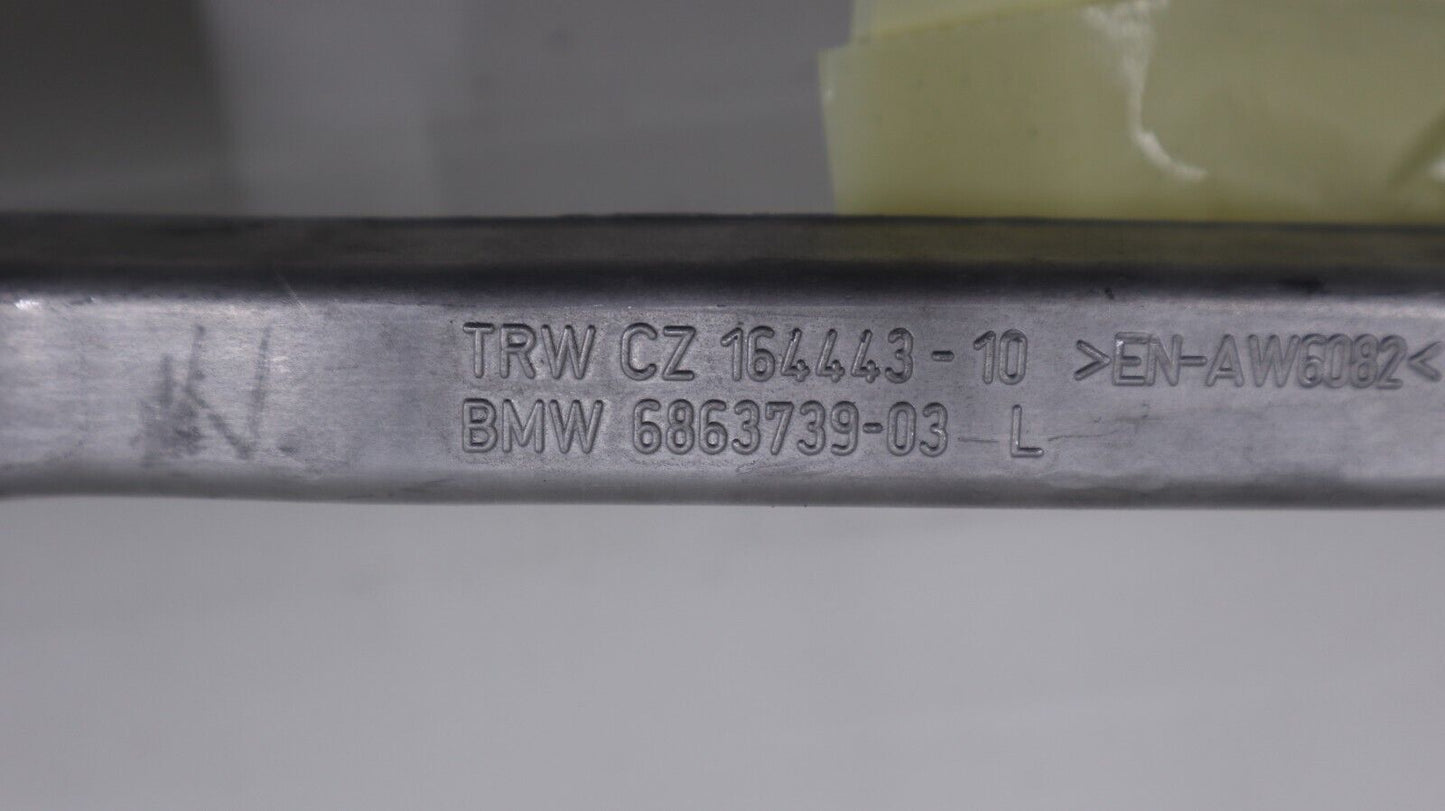 TRW CZ 164443-10 >EN-AW6082<
BMW 6863739-03 L